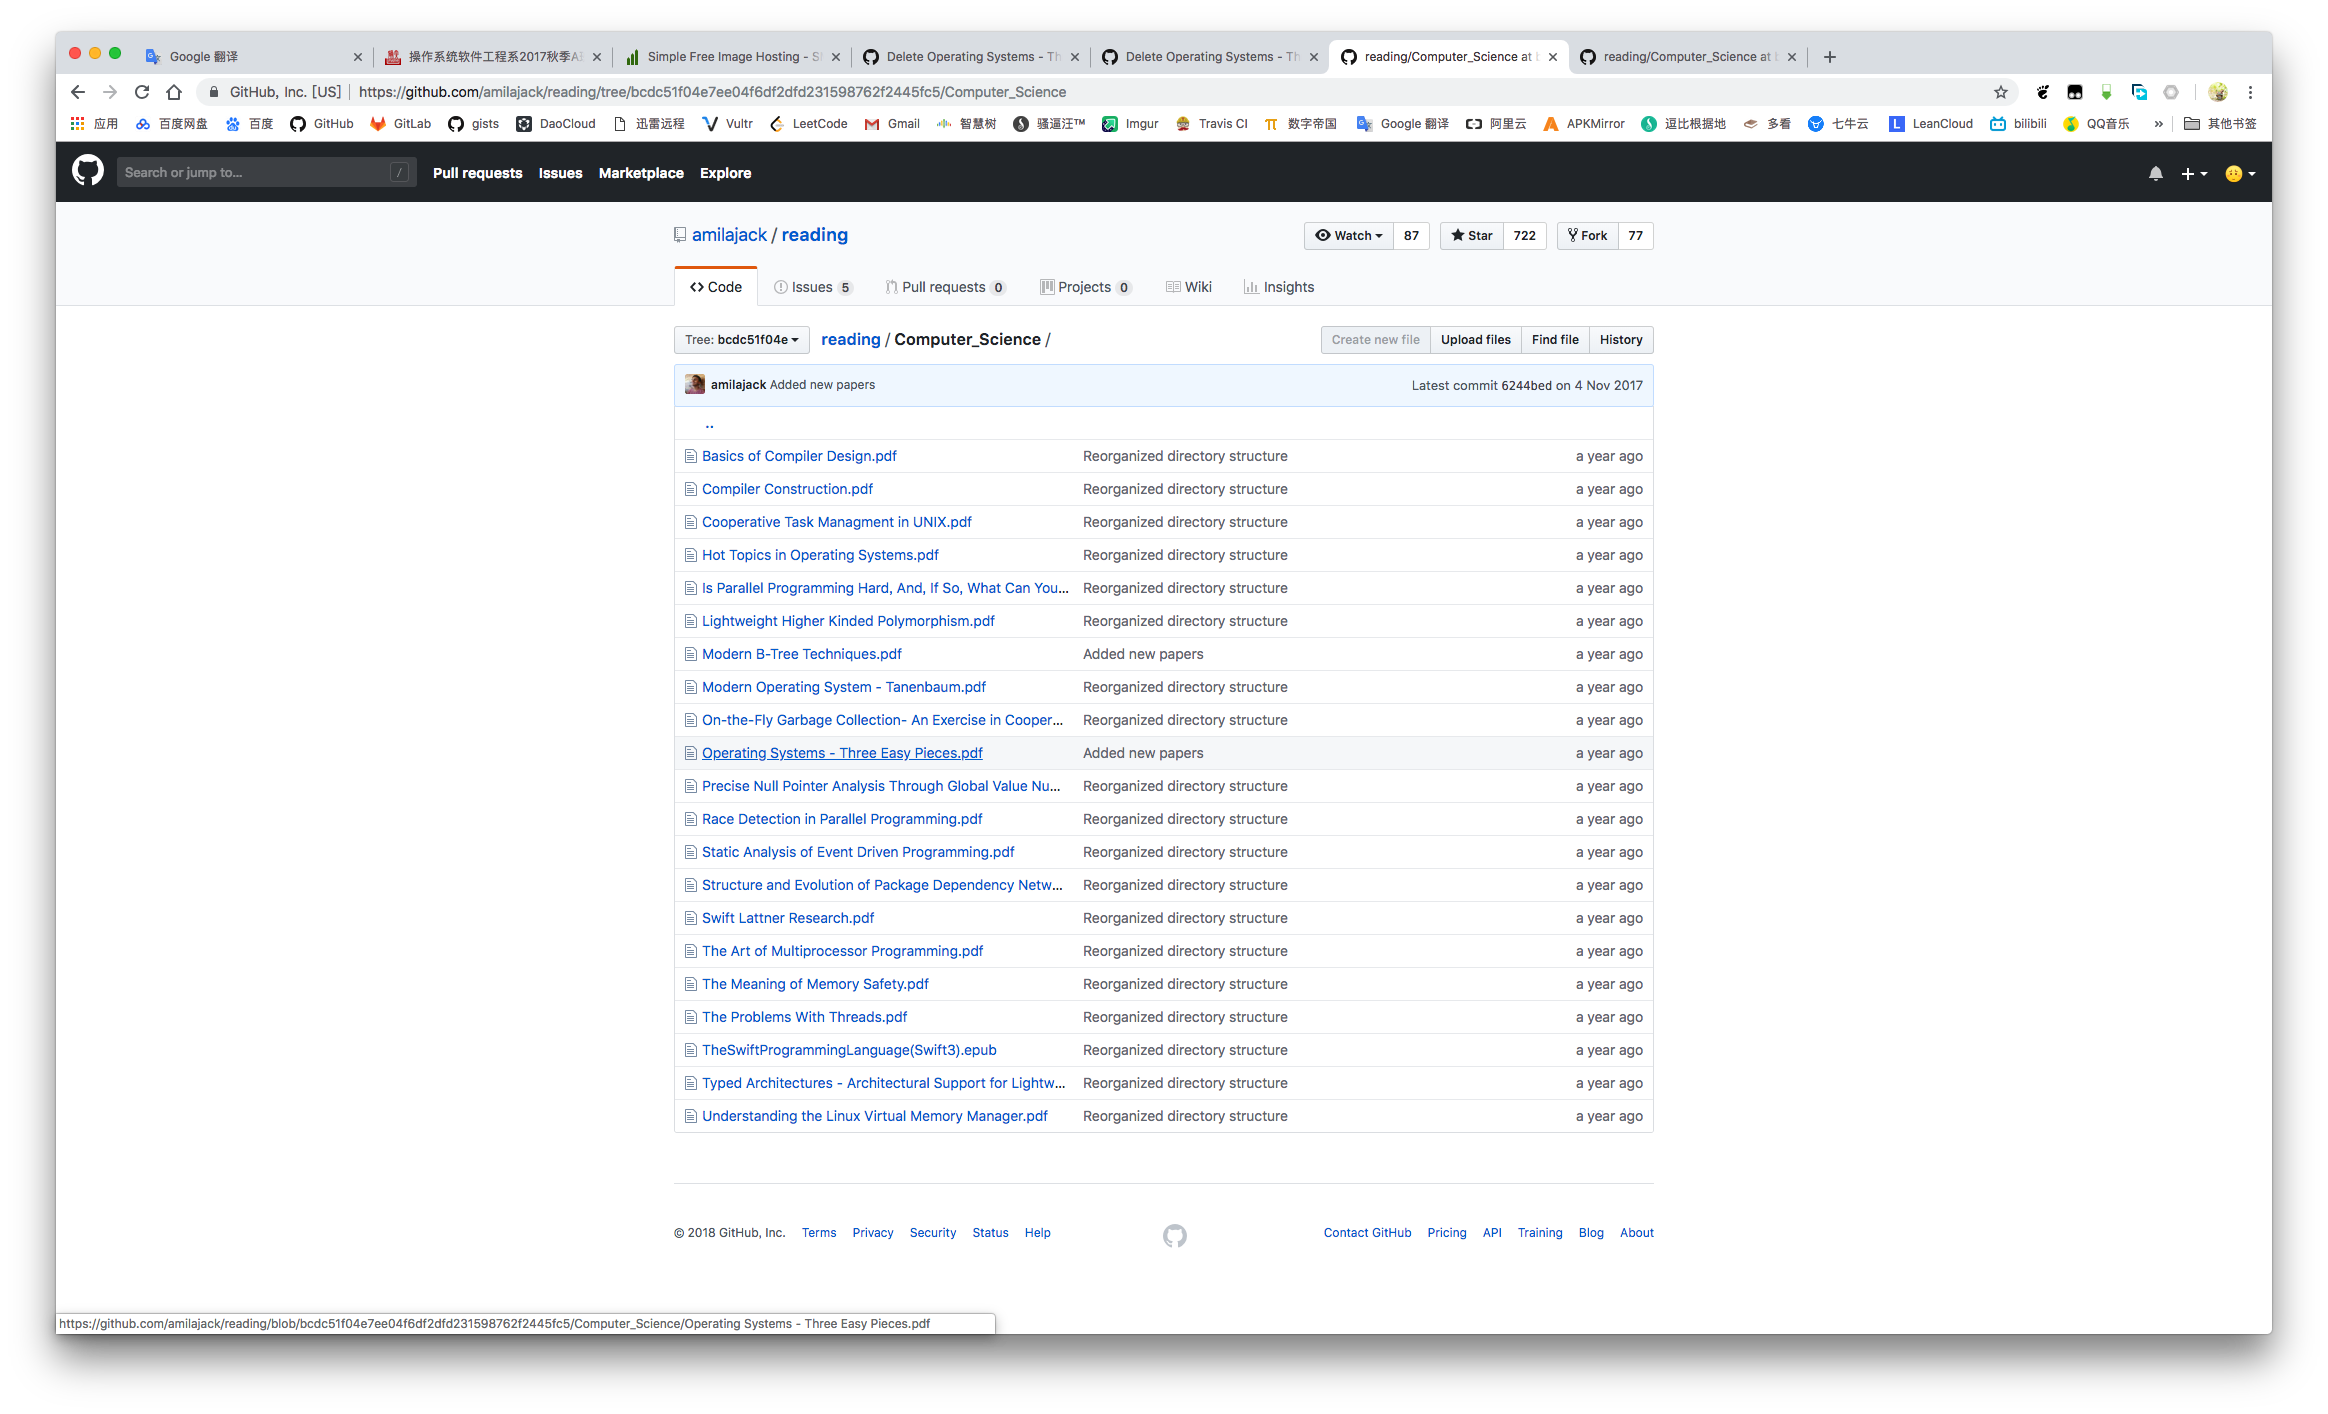 Google 翻译
操作系统软件工程系2017秋季A
Simple Free Image Hosting - S
Delete Operating Systems - Th
Delete Operating Systems - Th
reading/Computer_Science at b
reading/Computer_Science at b
GitHub, Inc. [US]
https://github.com/amilajack/reading/tree/bcdc51f04e7ee04f6df2dfd231598762f2445fc5/Computer_Science
应用 百度网盘 百度 GitHub GitLab gists DaoCloud 迅雷远程 Vultr LeetCode Gmail 智慧树 骚逼汪™ Imgur Travis CI 数字帝国 Google 翻译 阿里云 APKMirror 逗比根据地 多看 七牛云 LeanCloud bilibili QQ音乐 » 其他书签
Search or jump to... / Pull requests Issues Marketplace Explore
amilajack / reading
Watch 87 Star 722 Fork 77
Code Issues 5 Pull requests 0 Projects 0 Wiki Insights
Tree: bcdc51f04e reading / Computer_Science /
Create new file Upload files Find file History
amilajack Added new papers Latest commit 6244bed on 4 Nov 2017
..
Basics of Compiler Design.pdf Reorganized directory structure a year ago
Compiler Construction.pdf Reorganized directory structure a year ago
Cooperative Task Managment in UNIX.pdf Reorganized directory structure a year ago
Hot Topics in Operating Systems.pdf Reorganized directory structure a year ago
Is Parallel Programming Hard, And, If So, What Can You... Reorganized directory structure a year ago
Lightweight Higher Kinded Polymorphism.pdf Reorganized directory structure a year ago
Modern B-Tree Techniques.pdf Added new papers a year ago
Modern Operating System - Tanenbaum.pdf Reorganized directory structure a year ago
On-the-Fly Garbage Collection- An Exercise in Cooper... Reorganized directory structure a year ago
Operating Systems - Three Easy Pieces.pdf Added new papers a year ago
Precise Null Pointer Analysis Through Global Value Nu... Reorganized directory structure a year ago
Race Detection in Parallel Programming.pdf Reorganized directory structure a year ago
Static Analysis of Event Driven Programming.pdf Reorganized directory structure a year ago
Structure and Evolution of Package Dependency Netw... Reorganized directory structure a year ago
Swift Lattner Research.pdf Reorganized directory structure a year ago
The Art of Multiprocessor Programming.pdf Reorganized directory structure a year ago
The Meaning of Memory Safety.pdf Reorganized directory structure a year ago
The Problems With Threads.pdf Reorganized directory structure a year ago
TheSwiftProgrammingLanguage(Swift3).epub Reorganized directory structure a year ago
Typed Architectures - Architectural Support for Lightw... Reorganized directory structure a year ago
Understanding the Linux Virtual Memory Manager.pdf Reorganized directory structure a year ago
© 2018 GitHub, Inc. Terms Privacy Security Status Help
Contact GitHub Pricing API Training Blog About
https://github.com/amilajack/reading/blob/bcdc51f04e7ee04f6df2dfd231598762f2445fc5/Computer_Science/Operating Systems - Three Easy Pieces.pdf